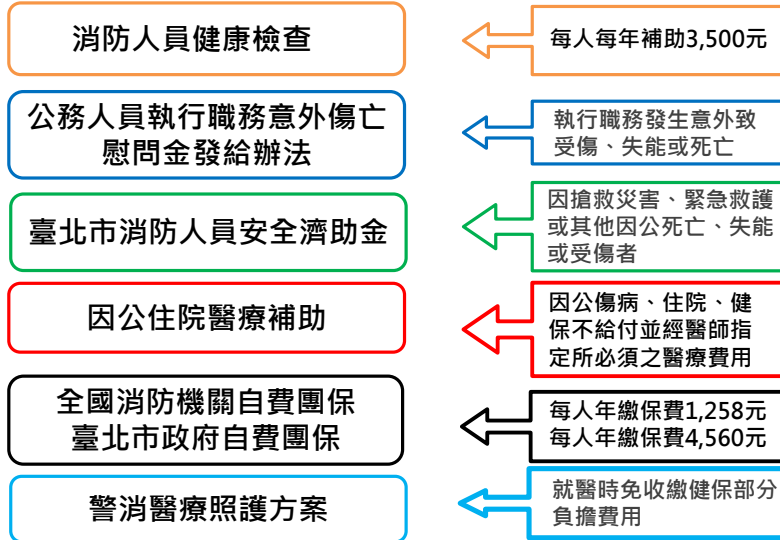 消防人員健康檢查
每人每年補助3,500元
公務人員執行職務意外傷亡
慰問金發給辦法
執行職務發生意外致
受傷、失能或死亡
臺北市消防人員安全濟助金
因搶救災害、緊急救護
或其他因公死亡、失能
或受傷者
因公住院醫療補助
因公傷病、住院、健
保不給付並經醫師指
定所必須之醫療費用
全國消防機關自費團保
臺北市政府自費團保
每人年繳保費1,258元
每人年繳保費4,560元
警消醫療照護方案
就醫時免收繳健保部分
負擔費用